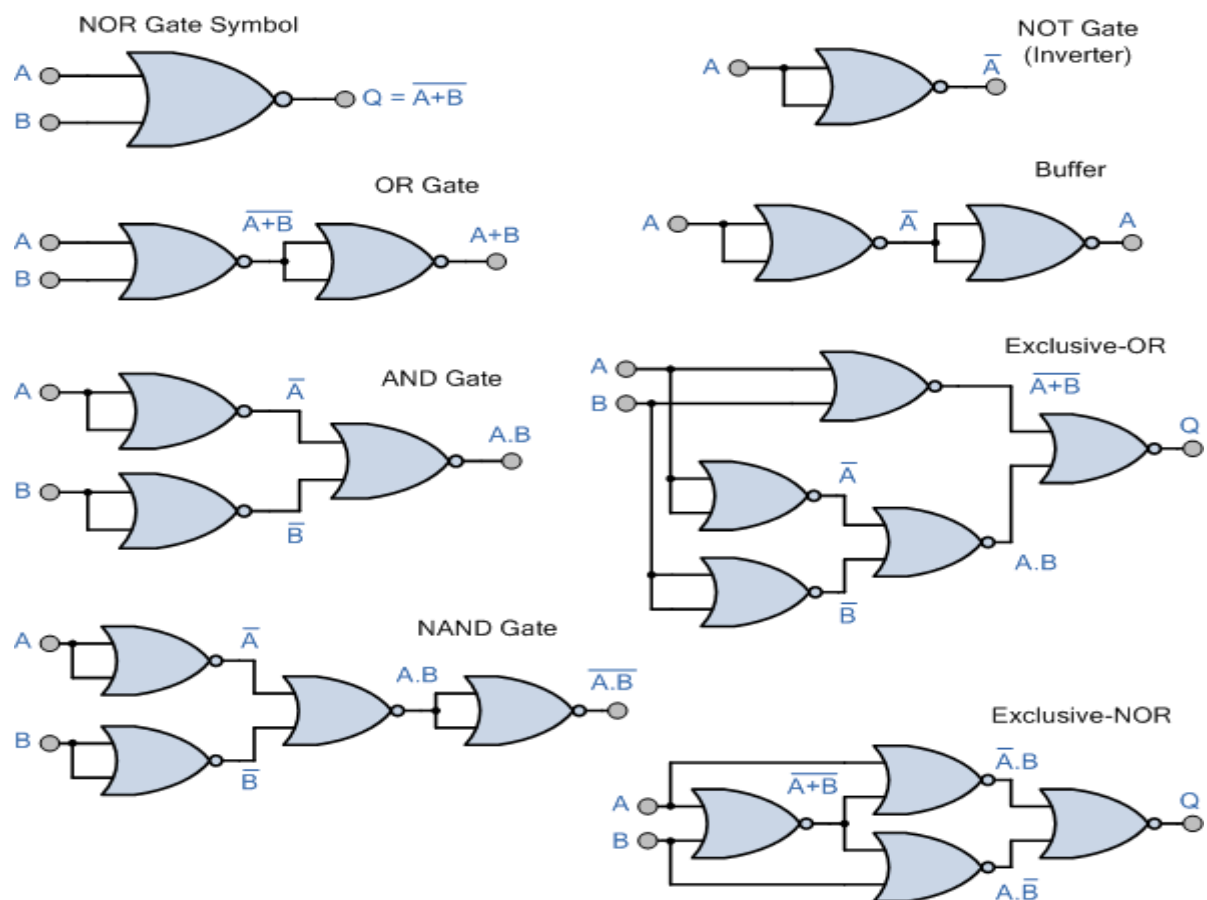 NOR Gate Symbol
A
B
Q = A̅+̅B̅
NOT Gate
(Inverter)
A
A̅
OR Gate
A
B
A̅+̅B̅
A+B
Buffer
A
A̅
A
AND Gate
A
B
A̅
B̅
A.B
Exclusive-OR
A
B
A̅+̅B̅
A̅
B̅
A.B
Q
NAND Gate
A
B
A̅
B̅
A.B
A̅.̅B̅
Exclusive-NOR
A
B
A̅+̅B̅
A̅.B
A.B̅
Q